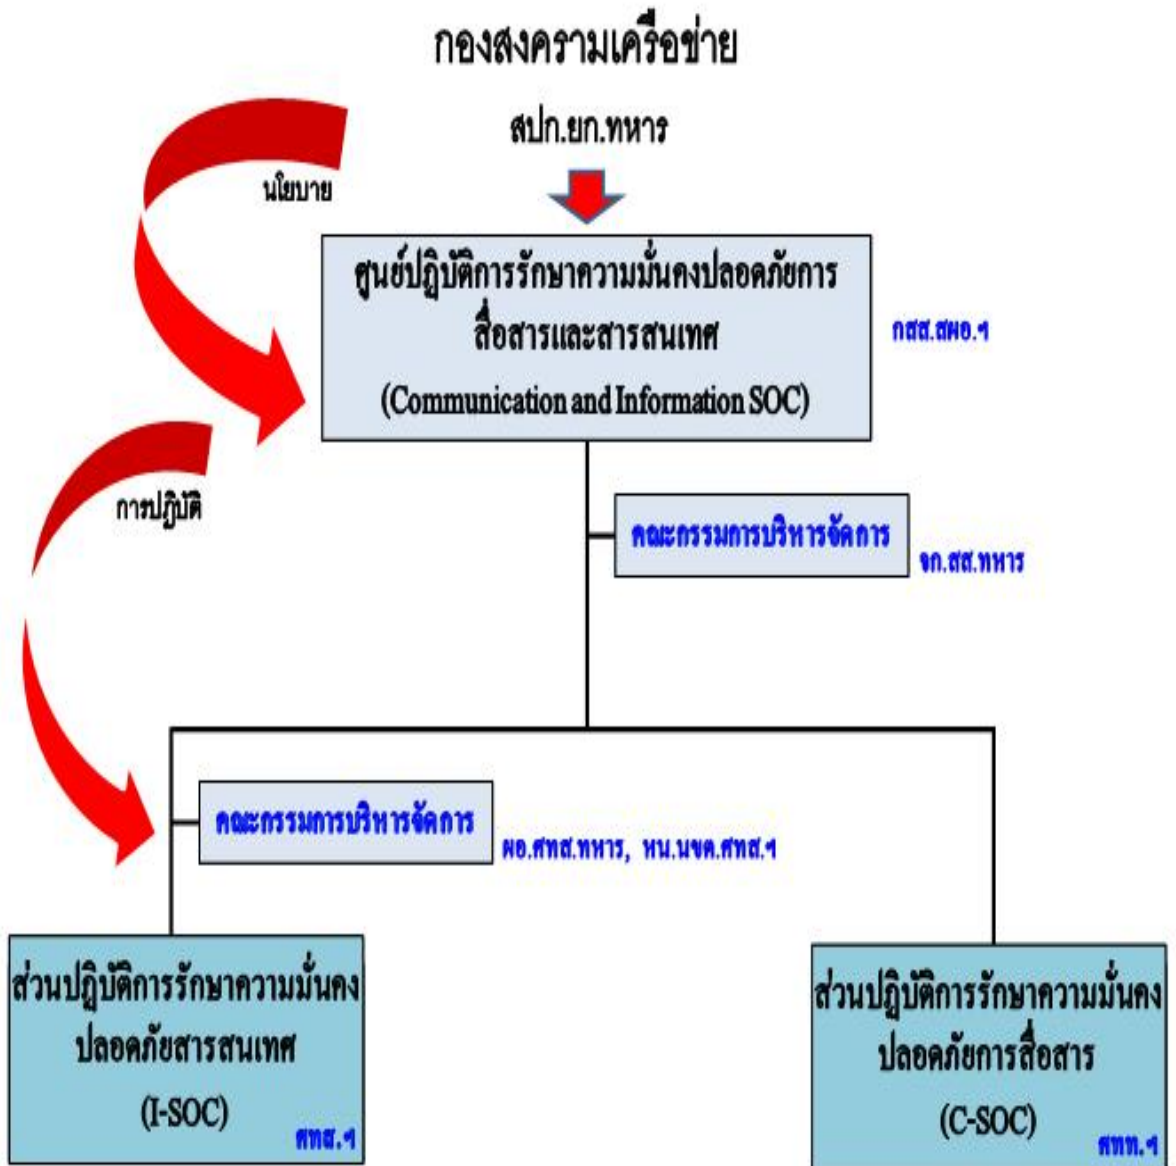 กองสงครามเครือข่าย
สปก.ยก.ทหาร
นโยบาย
ศูนย์ปฏิบัติการรักษาความมั่นคงปลอดภัยการ
สื่อสารและสารสนเทศ
(Communication and Information SOC)
กสส.สผอ.ฯ
การปฏิบัติ
คณะกรรมการบริหารจัดการ
จก.สส.ทหาร
คณะกรรมการบริหารจัดการ
ผอ.ศทส.ทหาร, หน.นขต.ศทส.ฯ
ส่วนปฏิบัติการรักษาความมั่นคง
ปลอดภัยสารสนเทศ
(I-SOC)
ศทส.ฯ
ส่วนปฏิบัติการรักษาความมั่นคง
ปลอดภัยการสื่อสาร
(C-SOC)
ศทท.ฯ